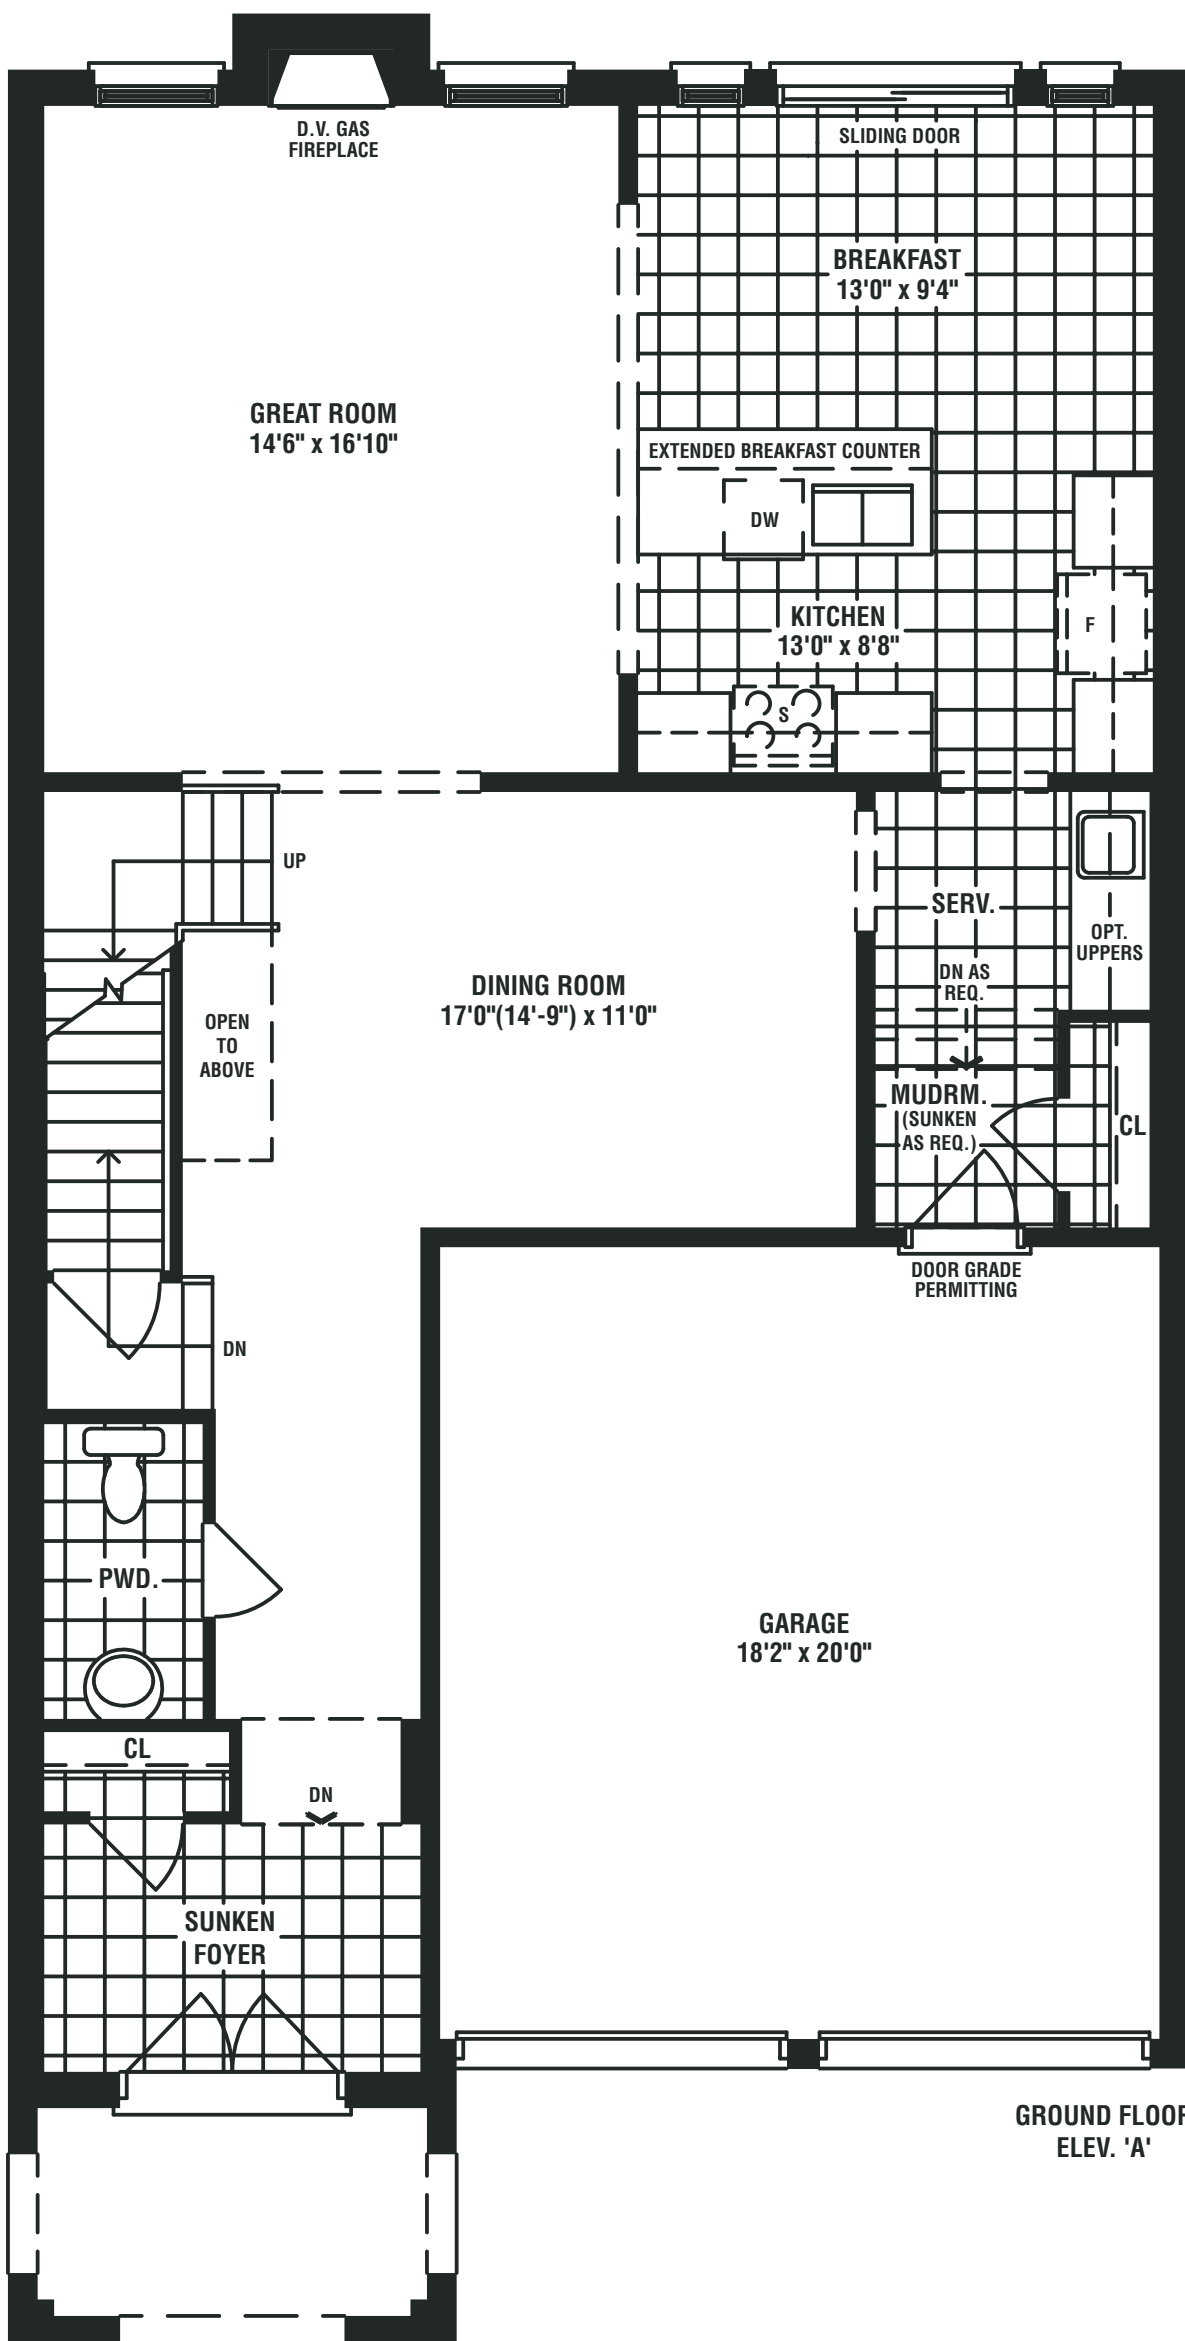 D.V. GAS
FIREPLACE
SLIDING DOOR
BREAKFAST
13'0" x 9'4"
GREAT ROOM
14'6" x 16'10"
EXTENDED BREAKFAST COUNTER
DW
KITCHEN
13'0" x 8'8"
F
S
UP
SERV.
OPT.
UPPERS
DN AS
REQ.
DINING ROOM
17'0"(14'-9") x 11'0"
OPEN
TO
ABOVE
MUDRM.
(SUNKEN
AS REQ.)
CL
DOOR GRADE
PERMITTING
DN
PWD.
GARAGE
18'2" x 20'0"
CL
DN
SUNKEN
FOYER
GROUND FLOOR
ELEV. 'A'